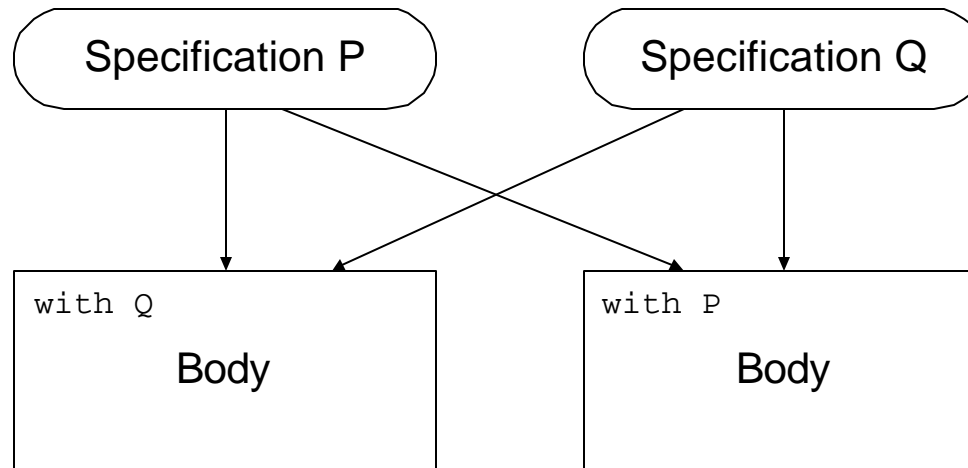 Specification P
Specification Q
with Q
Body
with P
Body